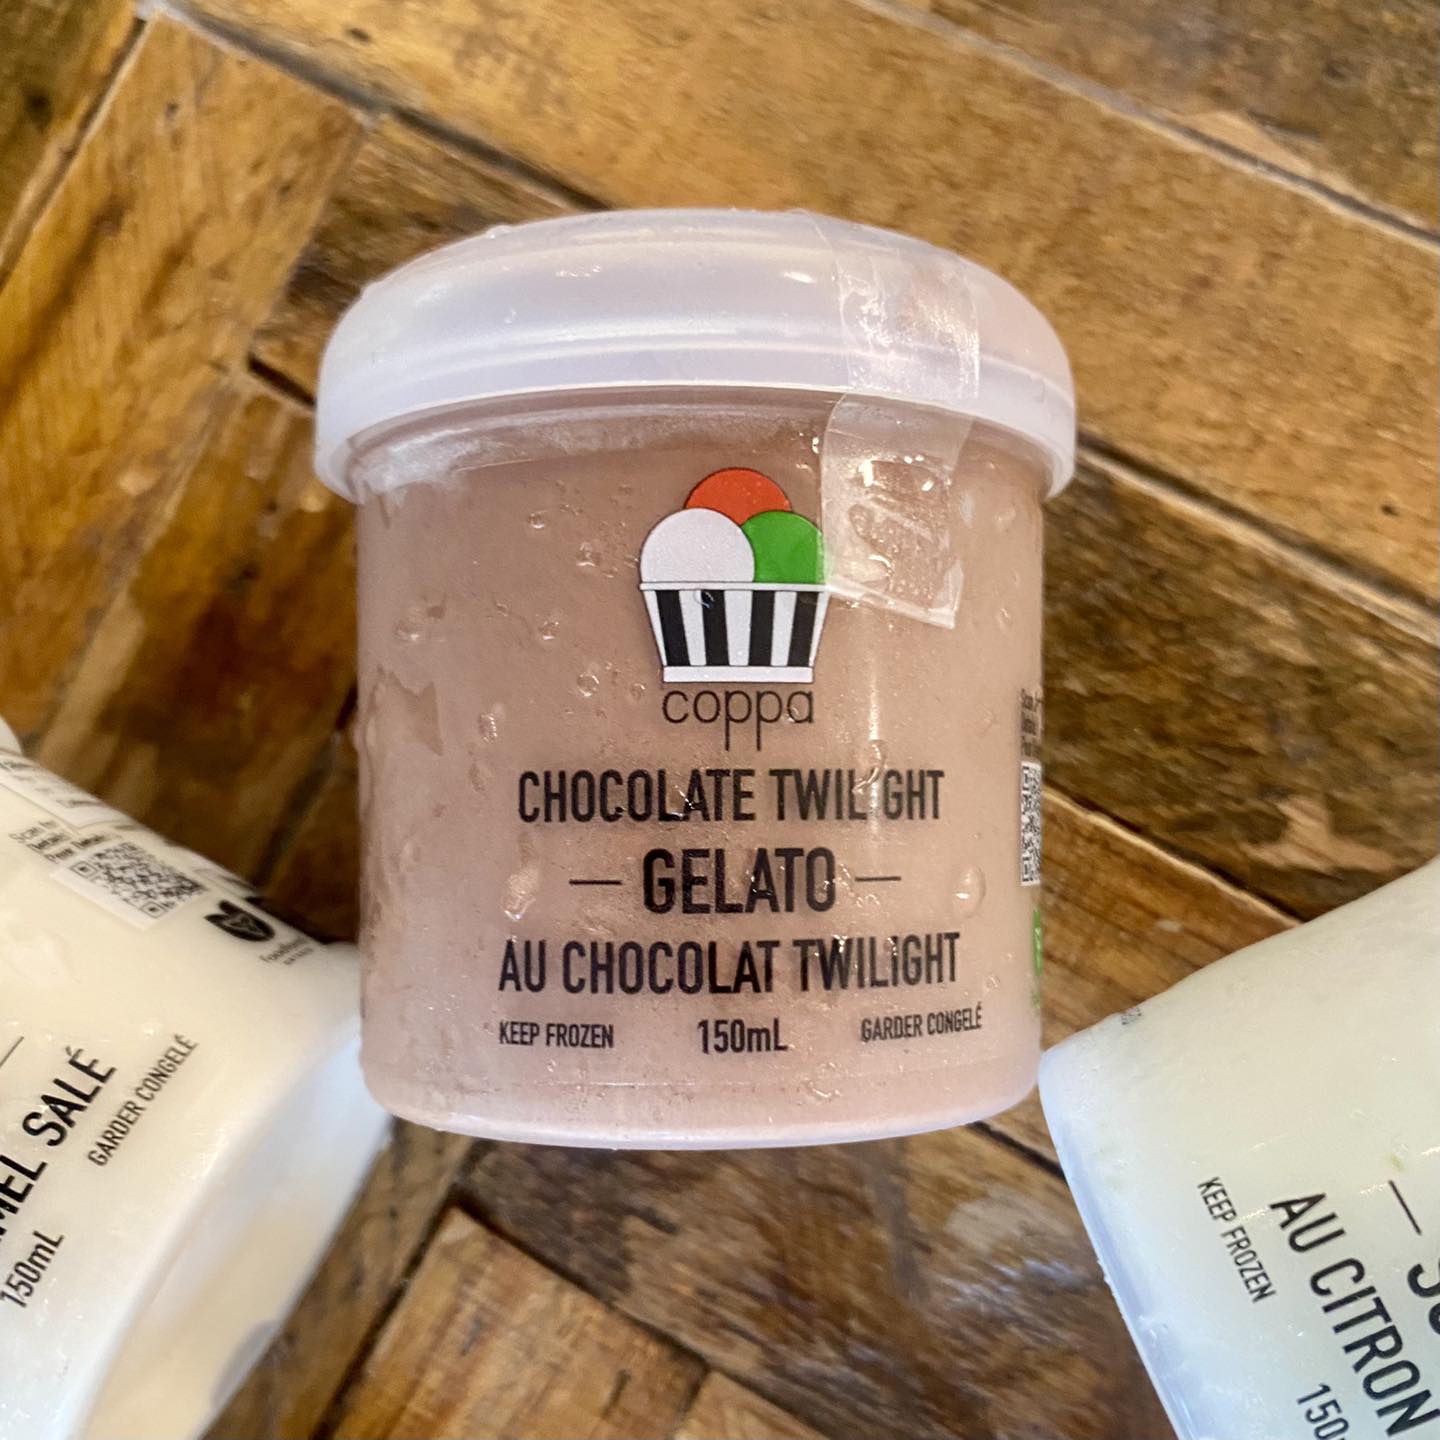 coppa
CHOCOLATE TWILIGHT
— GELATO —
AU CHOCOLAT TWILIGHT
KEEP FROZEN 150mL GARDER CONGELÉ
SALÉ
GARDER CONGELÉ
150mL
KEEP FROZEN
AU CITRON